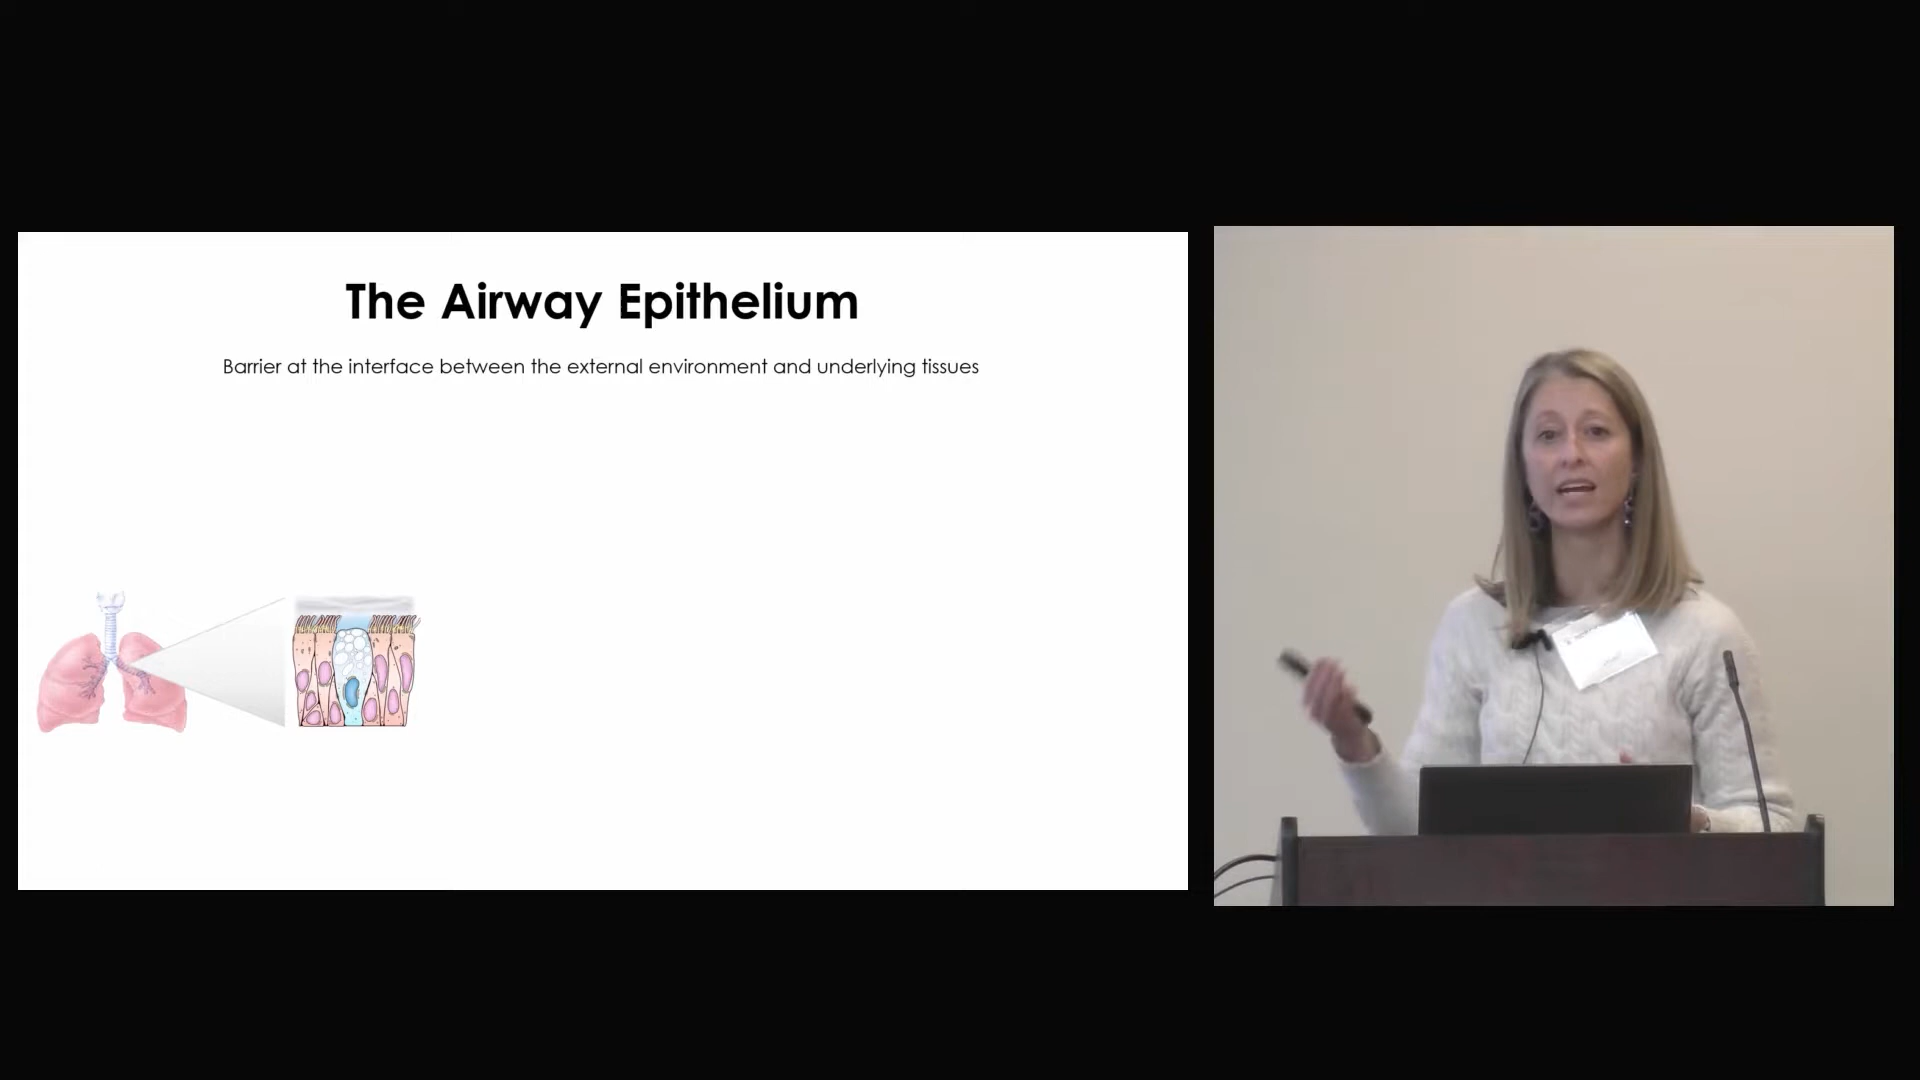 The Airway Epithelium
Barrier at the interface between the external environment and underlying tissues